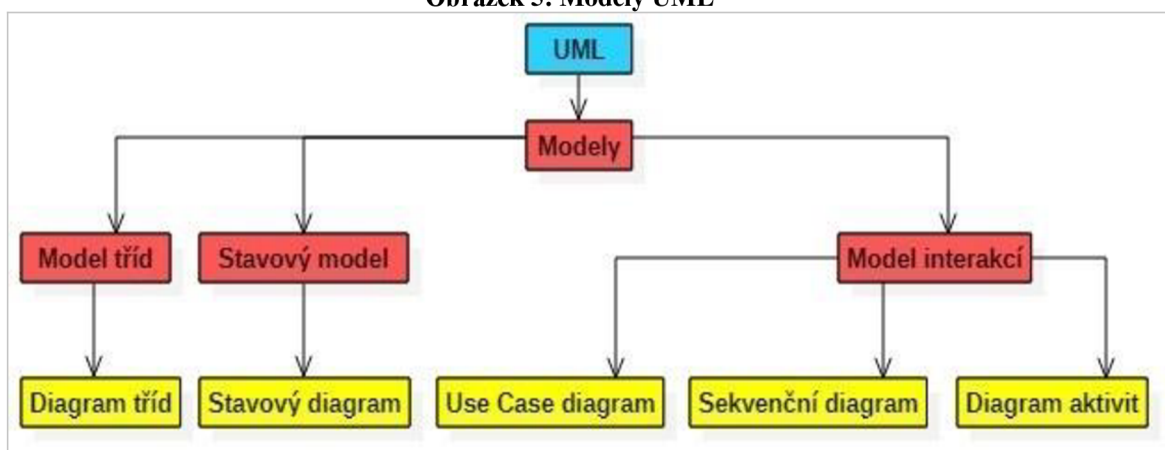 Obrázek 5: Modely UML
UML
Modely
Model tříd
Stavový model
Model interakcí
Diagram tříd
Stavový diagram
Use Case diagram
Sekvenční diagram
Diagram aktivit